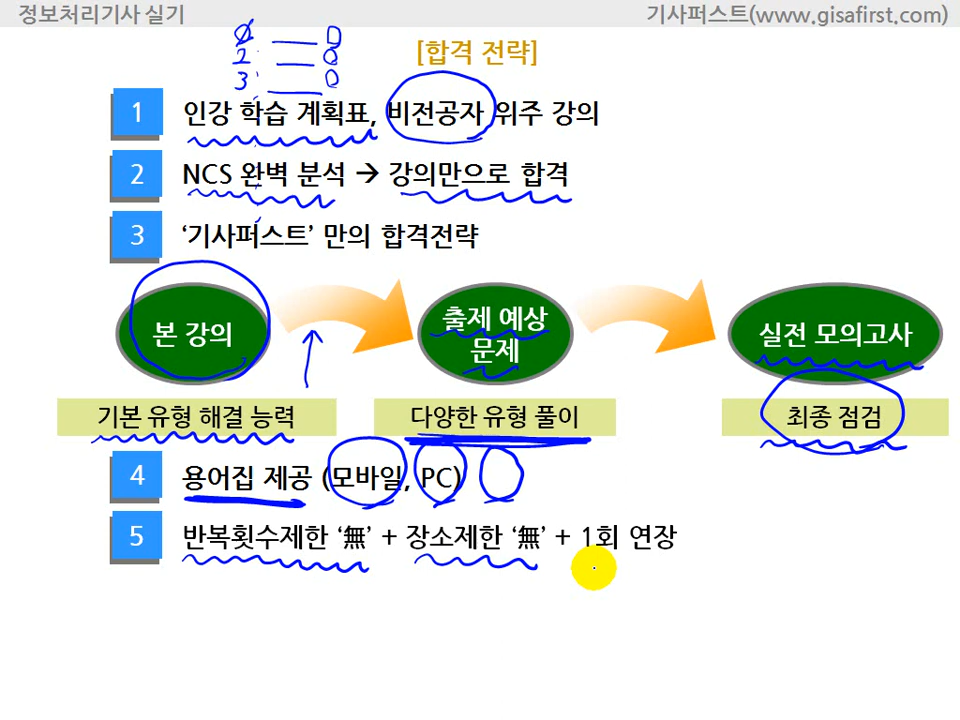 정보처리기사 실기
기사퍼스트(www.gisafirst.com)
[합격 전략]
1 인강 학습 계획표, 비전공자 위주 강의
2 NCS 완벽 분석 → 강의만으로 합격
3 '기사퍼스트' 만의 합격전략
본 강의
출제 예상
문제
실전 모의고사
기본 유형 해결 능력
다양한 유형 풀이
최종 점검
4 용어집 제공 (모바일, PC)
5 반복횟수제한 '無' + 장소제한 '無' + 1회 연장